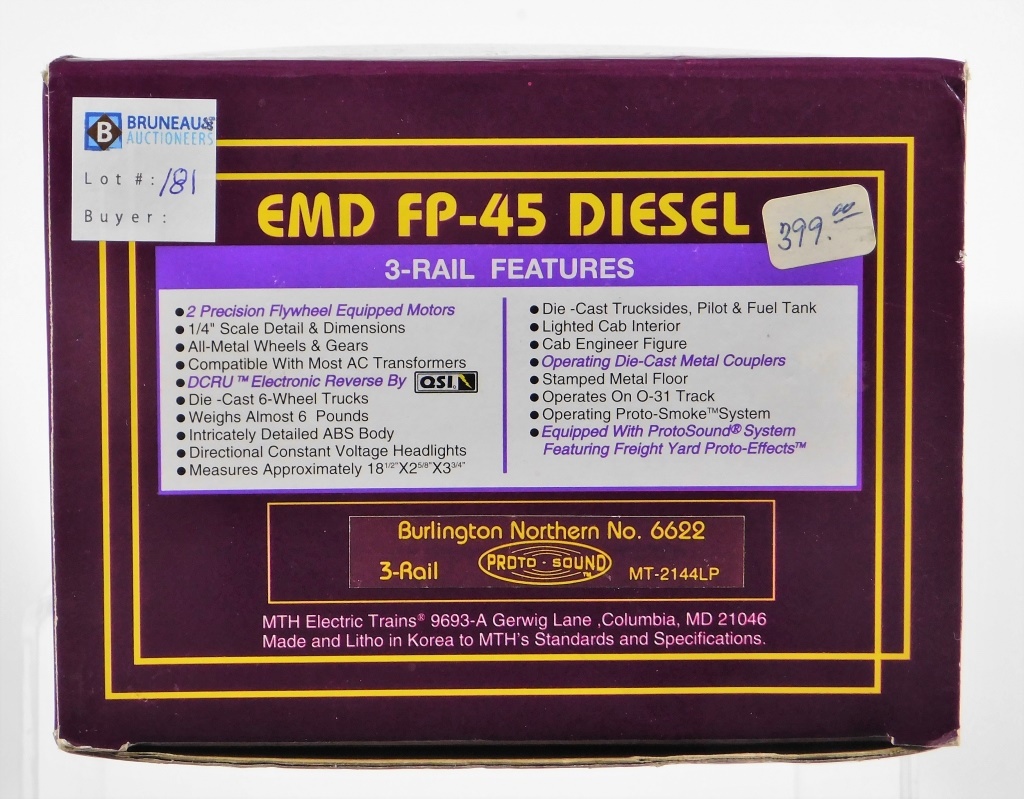 BRUNEAU&Co
AUCTIONEERS
Lot #: 181
Buyer:
EMD FP-45 DIESEL
399.00
3-RAIL FEATURES
● 2 Precision Flywheel Equipped Motors
● 1/4" Scale Detail & Dimensions
● All-Metal Wheels & Gears
● Compatible With Most AC Transformers
● DCRU™ Electronic Reverse By QSI®
● Die -Cast 6-Wheel Trucks
● Weighs Almost 6 Pounds
● Intricately Detailed ABS Body
● Directional Constant Voltage Headlights
● Measures Approximately 18 1/2"X2 5/8"X3 3/4"
● Die -Cast Trucksides, Pilot & Fuel Tank
● Lighted Cab Interior
● Cab Engineer Figure
● Operating Die-Cast Metal Couplers
● Stamped Metal Floor
● Operates On O-31 Track
● Operating Proto-Smoke™System
● Equipped With ProtoSound® System
Featuring Freight Yard Proto-Effects™
Burlington Northern No. 6622
3-Rail PROTO-SOUND™ MT-2144LP
MTH Electric Trains® 9693-A Gerwig Lane ,Columbia, MD 21046
Made and Litho in Korea to MTH's Standards and Specifications.